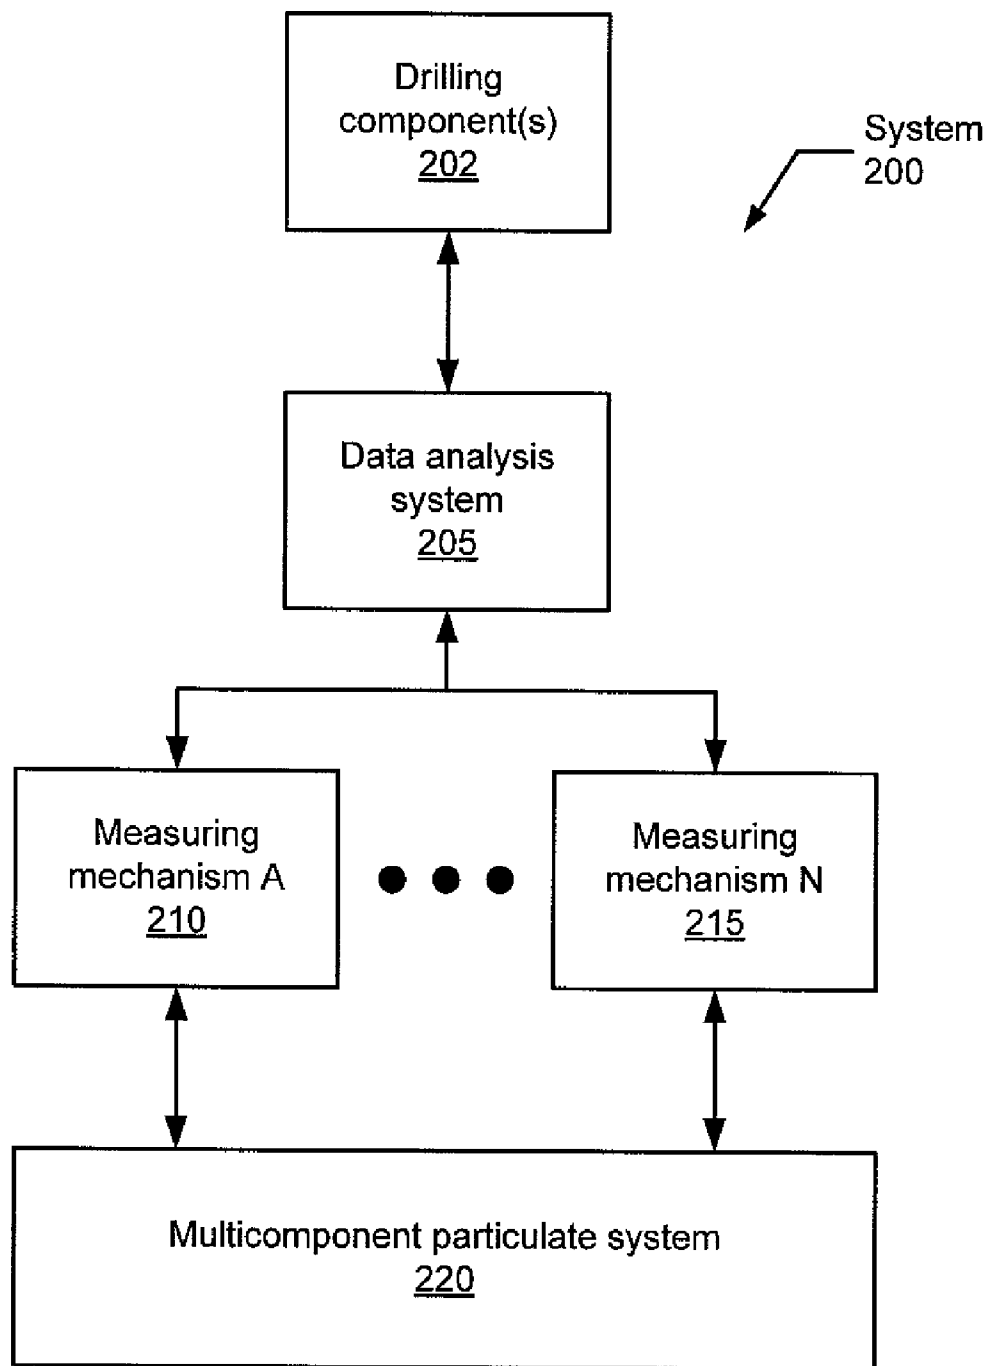 Drilling
component(s)
202
System
200
Data analysis
system
205
Measuring
mechanism A
210
Measuring
mechanism N
215
Multicomponent particulate system
220